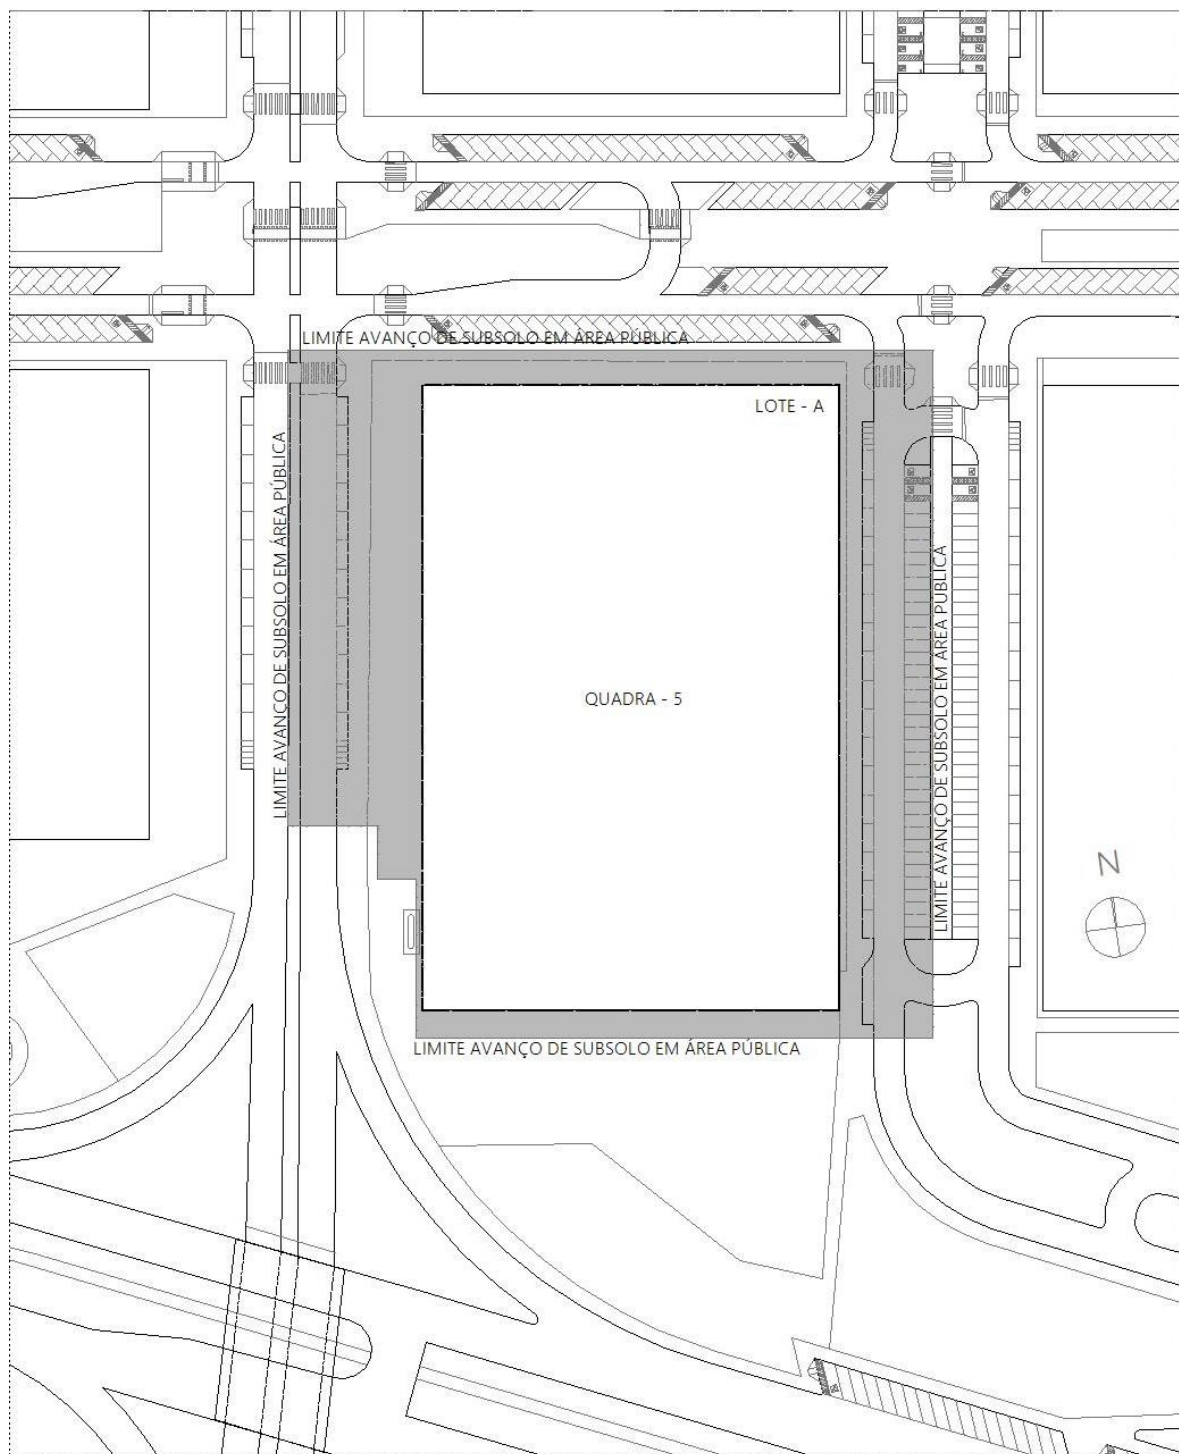 LIMITE AVANÇO DE SUBSOLO EM ÁREA PÚBLICA
LOTE - A
LIMITE AVANÇO DE SUBSOLO EM ÁREA PÚBLICA
QUADRA - 5
LIMITE AVANÇO DE SUBSOLO EM ÁREA PÚBLICA
N
LIMITE AVANÇO DE SUBSOLO EM ÁREA PÚBLICA